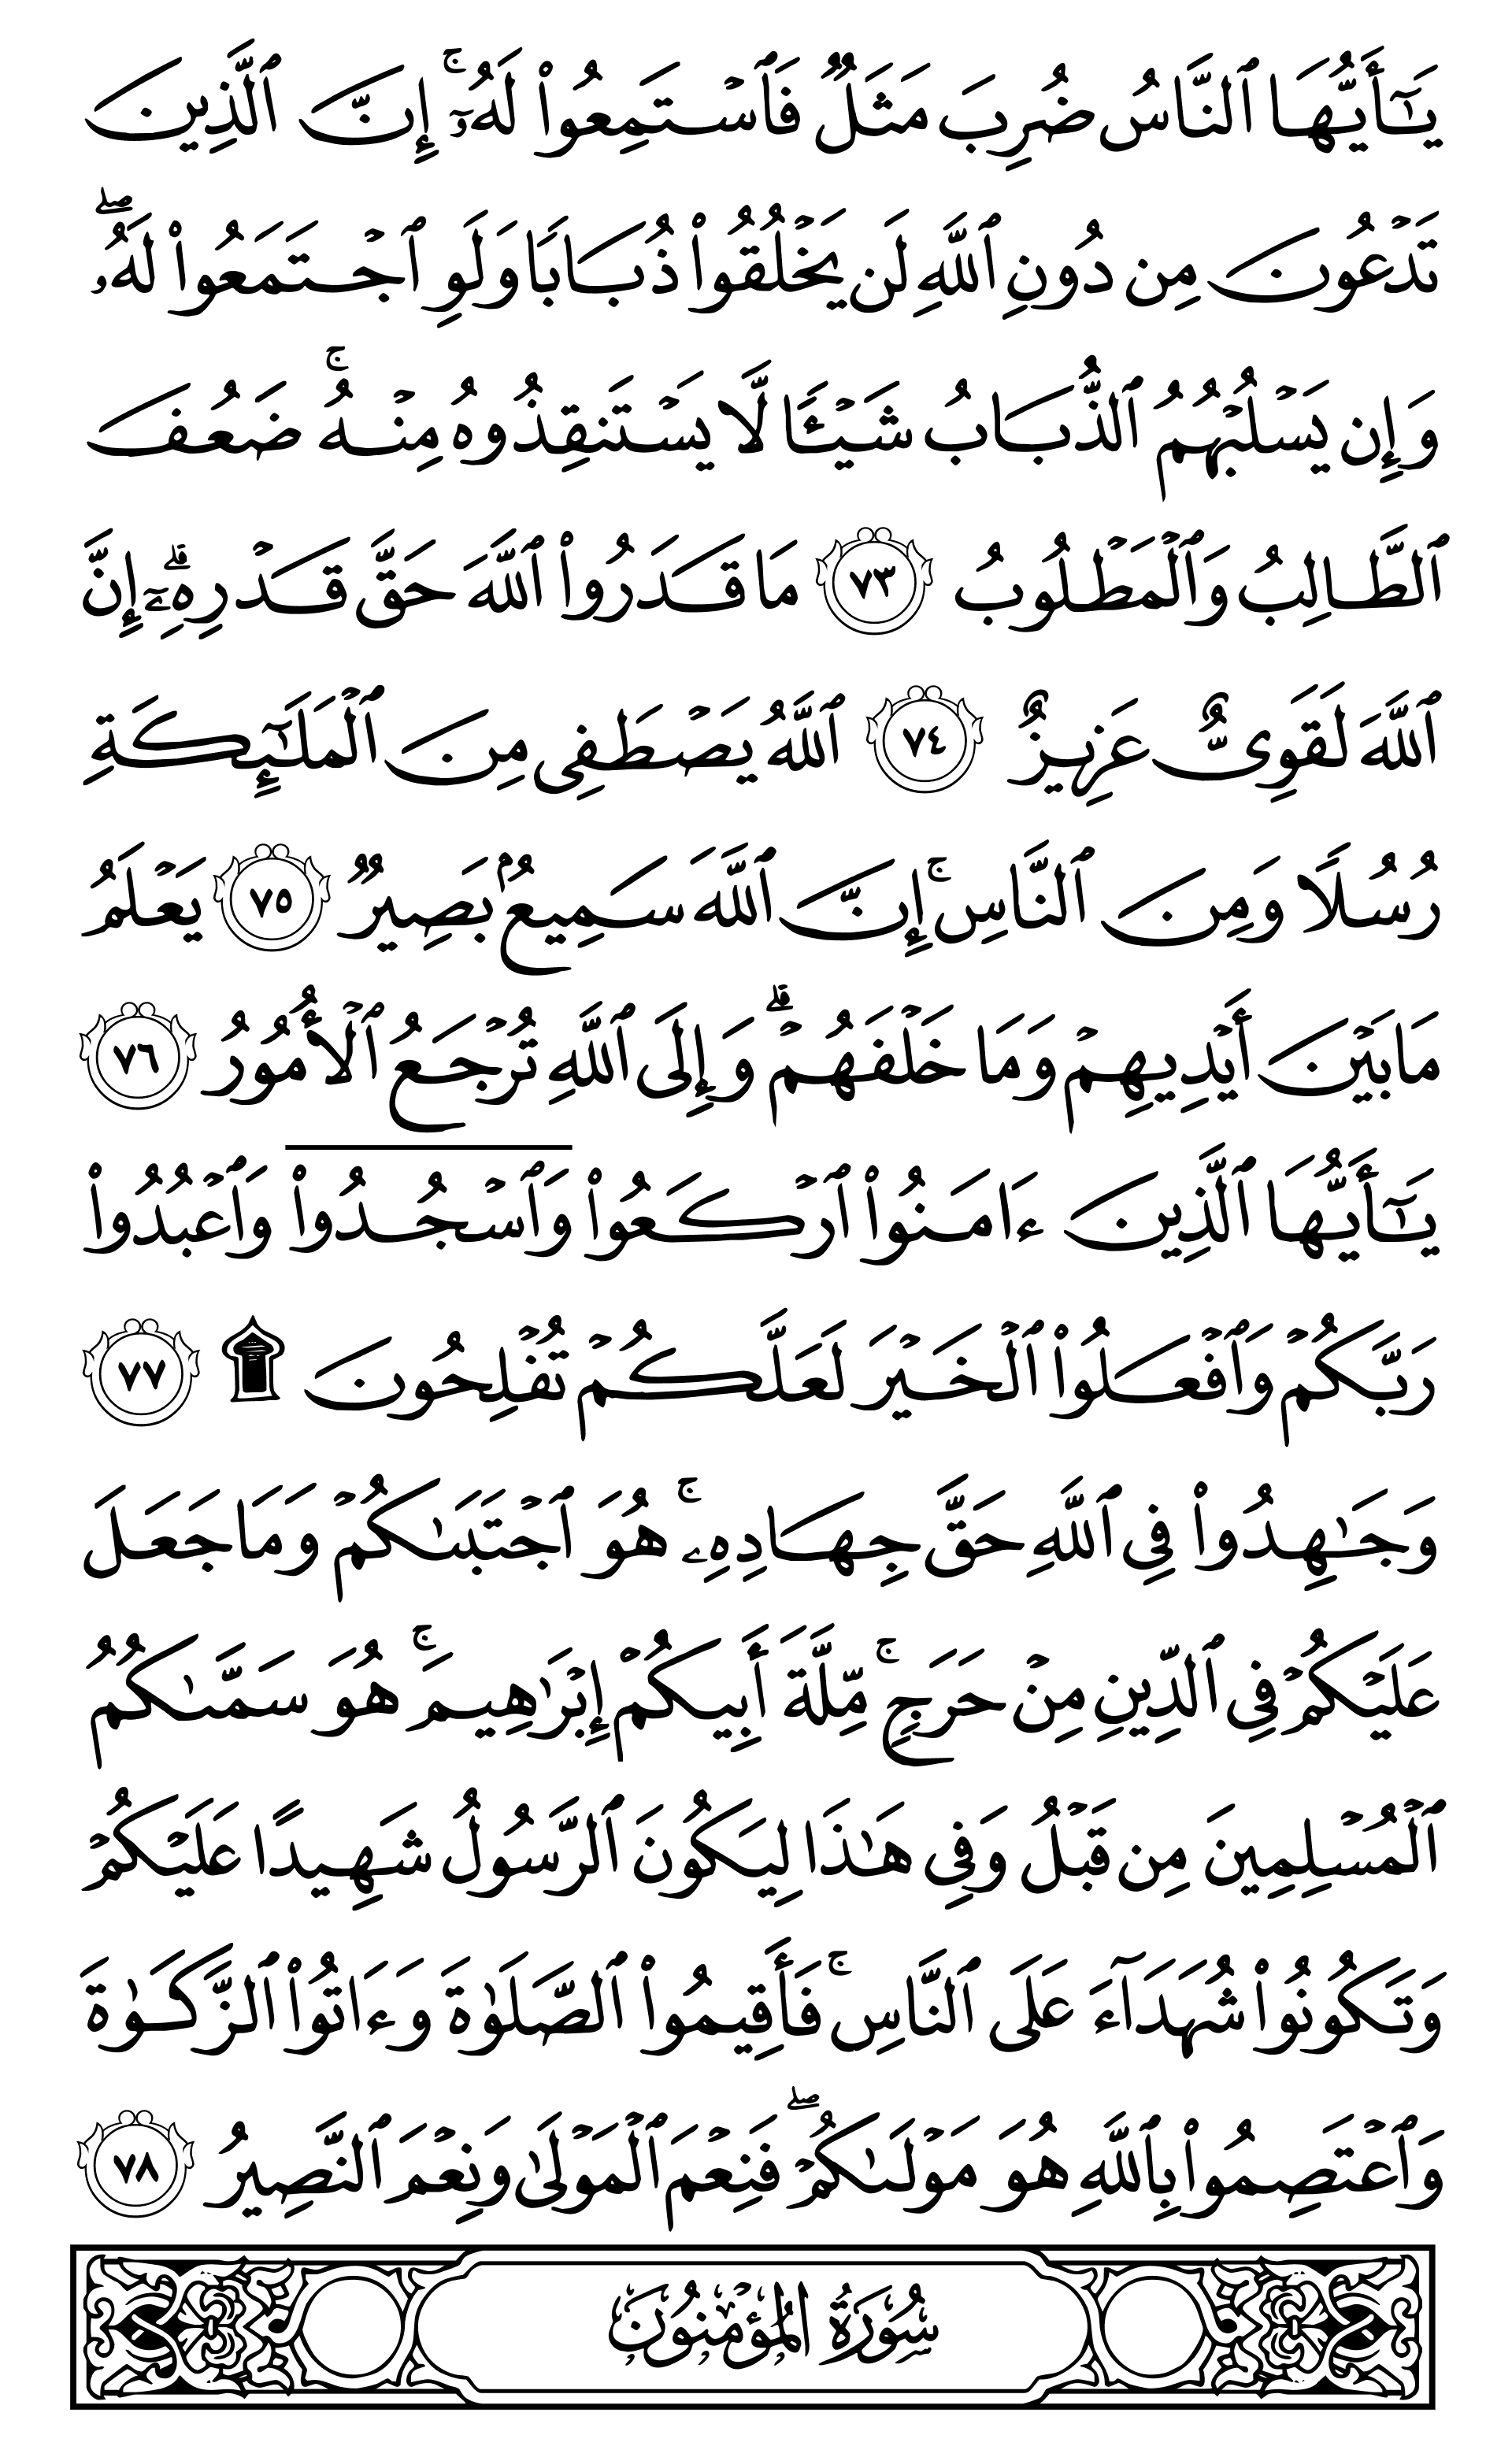 يَـٰٓأَيُّهَا ٱلنَّاسُ ضُرِبَ مَثَلٌ فَٱسْتَمِعُوا۟ لَهُۥٓ ۚ إِنَّ ٱلَّذِينَ
تَدْعُونَ مِن دُونِ ٱللَّهِ لَن يَخْلُقُوا۟ ذُبَابًا وَلَوِ ٱجْتَمَعُوا۟ لَهُۥ ۖ
وَإِن يَسْلُبْهُمُ ٱلذُّبَابُ شَيْـًٔا لَّا يَسْتَنقِذُوهُ مِنْهُ ۚ ضَعُفَ
ٱلطَّالِبُ وَٱلْمَطْلُوبُ ٧٣ مَا قَدَرُوا۟ ٱللَّهَ حَقَّ قَدْرِهِۦٓ ۗ إِنَّ
ٱللَّهَ لَقَوِىٌّ عَزِيزٌ ٧٤ ٱللَّهُ يَصْطَفِى مِنَ ٱلْمَلَـٰٓئِكَةِ
رُسُلًا وَمِنَ ٱلنَّاسِ ۚ إِنَّ ٱللَّهَ سَمِيعٌۢ بَصِيرٌ ٧٥ يَعْلَمُ
مَا بَيْنَ أَيْدِيهِمْ وَمَا خَلْفَهُمْ ۗ وَإِلَى ٱللَّهِ تُرْجَعُ ٱلْأُمُورُ ٧٦
يَـٰٓأَيُّهَا ٱلَّذِينَ ءَامَنُوا۟ ٱرْكَعُوا۟ وَٱسْجُدُوا۟ وَٱعْبُدُوا۟
رَبَّكُمْ وَٱفْعَلُوا۟ ٱلْخَيْرَ لَعَلَّكُمْ تُفْلِحُونَ ۩ ٧٧
وَجَـٰهِدُوا۟ فِى ٱللَّهِ حَقَّ جِهَادِهِۦ ۚ هُوَ ٱجْتَبَىٰكُمْ وَمَا جَعَلَ
عَلَيْكُمْ فِى ٱلدِّينِ مِنْ حَرَجٍ ۚ مِّلَّةَ أَبِيكُمْ إِبْرَٰهِيمَ ۚ هُوَ سَمَّىٰكُمُ
ٱلْمُسْلِمِينَ مِن قَبْلُ وَفِى هَـٰذَا لِيَكُونَ ٱلرَّسُولُ شَهِيدًا عَلَيْكُمْ
وَتَكُونُوا۟ شُهَدَآءَ عَلَى ٱلنَّاسِ ۚ فَأَقِيمُوا۟ ٱلصَّلَوٰةَ وَءَاتُوا۟ ٱلزَّكَوٰةَ
وَٱعْتَصِمُوا۟ بِٱللَّهِ هُوَ مَوْلَىٰكُمْ ۖ فَنِعْمَ ٱلْمَوْلَىٰ وَنِعْمَ ٱلنَّصِيرُ ٧٨
سُورَةُ المُؤْمِنُونَ